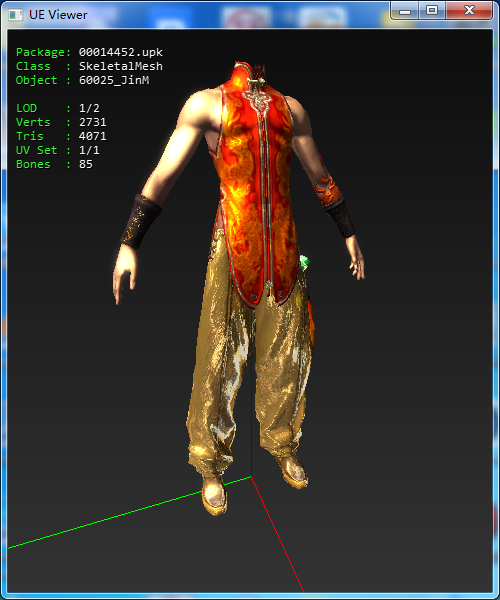 UE Viewer
Package: 00014452.upk
Class : SkeletalMesh
Object : 60025_JinM
LOD : 1/2
Verts : 2731
Tris : 4071
UV Set : 1/1
Bones : 85